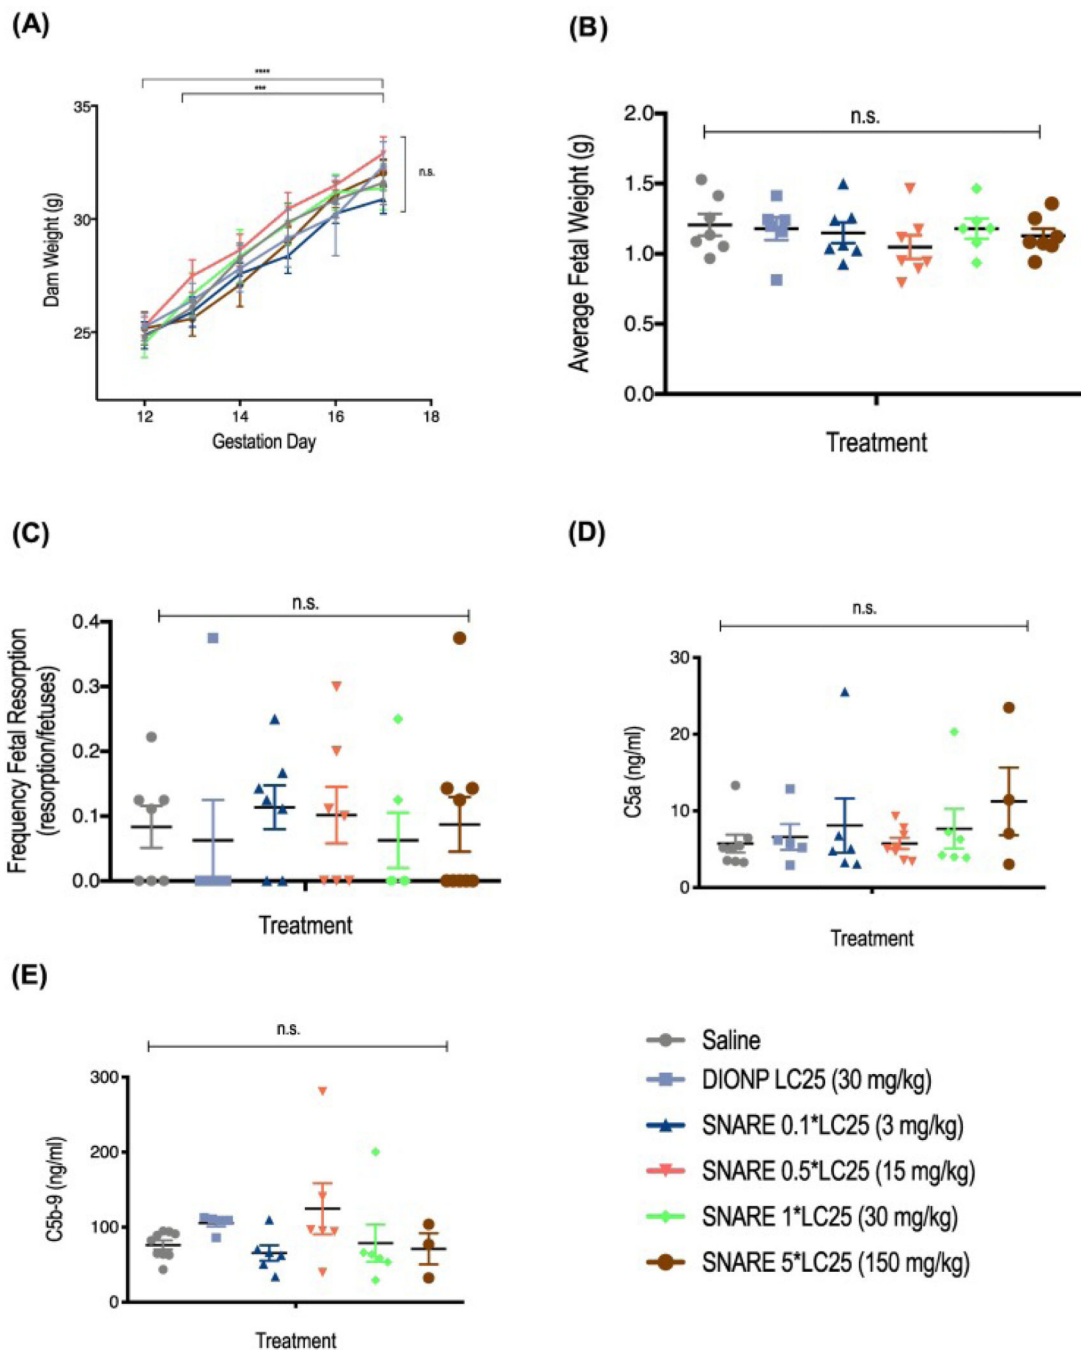 (A)
****
***
35
30
25
n.s.
Dam Weight (g)
12
14
16
18
Gestation Day
(B)
n.s.
2.0
1.5
1.0
0.5
0.0
Average Fetal Weight (g)
Treatment
(C)
n.s.
0.4
0.3
0.2
0.1
0.0
Frequency Fetal Resorption
(resorption/fetuses)
Treatment
(D)
n.s.
30
20
10
0
C5a (ng/ml)
Treatment
(E)
n.s.
300
200
100
0
C5b-9 (ng/ml)
Treatment
Saline
DIONP LC25 (30 mg/kg)
SNARE 0.1*LC25 (3 mg/kg)
SNARE 0.5*LC25 (15 mg/kg)
SNARE 1*LC25 (30 mg/kg)
SNARE 5*LC25 (150 mg/kg)